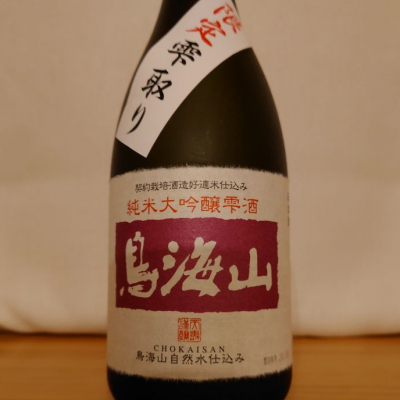 限定
雫取り
契約栽培酒造好適米仕込み
純米大吟醸雫酒
鳥海山
CHOKAISAN
鳥海山自然水仕込み